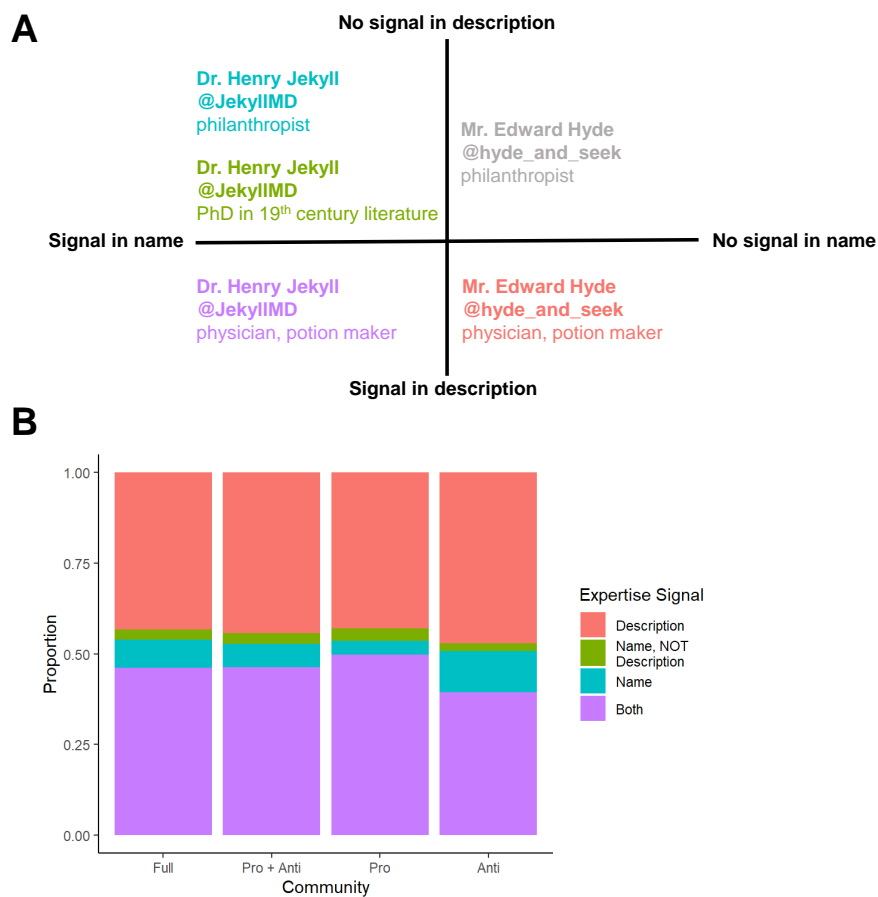 A
No signal in description
Dr. Henry Jekyll
@JekyllMD
philanthropist
Mr. Edward Hyde
@hyde_and_seek
philanthropist
Dr. Henry Jekyll
@JekyllMD
PhD in 19th century literature
Signal in name
No signal in name
Dr. Henry Jekyll
@JekyllMD
physician, potion maker
Mr. Edward Hyde
@hyde_and_seek
physician, potion maker
Signal in description
B
1.00
0.75
0.50
0.25
0.00
Proportion
Full
Pro + Anti
Pro
Anti
Community
Expertise Signal
Description
Name, NOT
Description
Name
Both